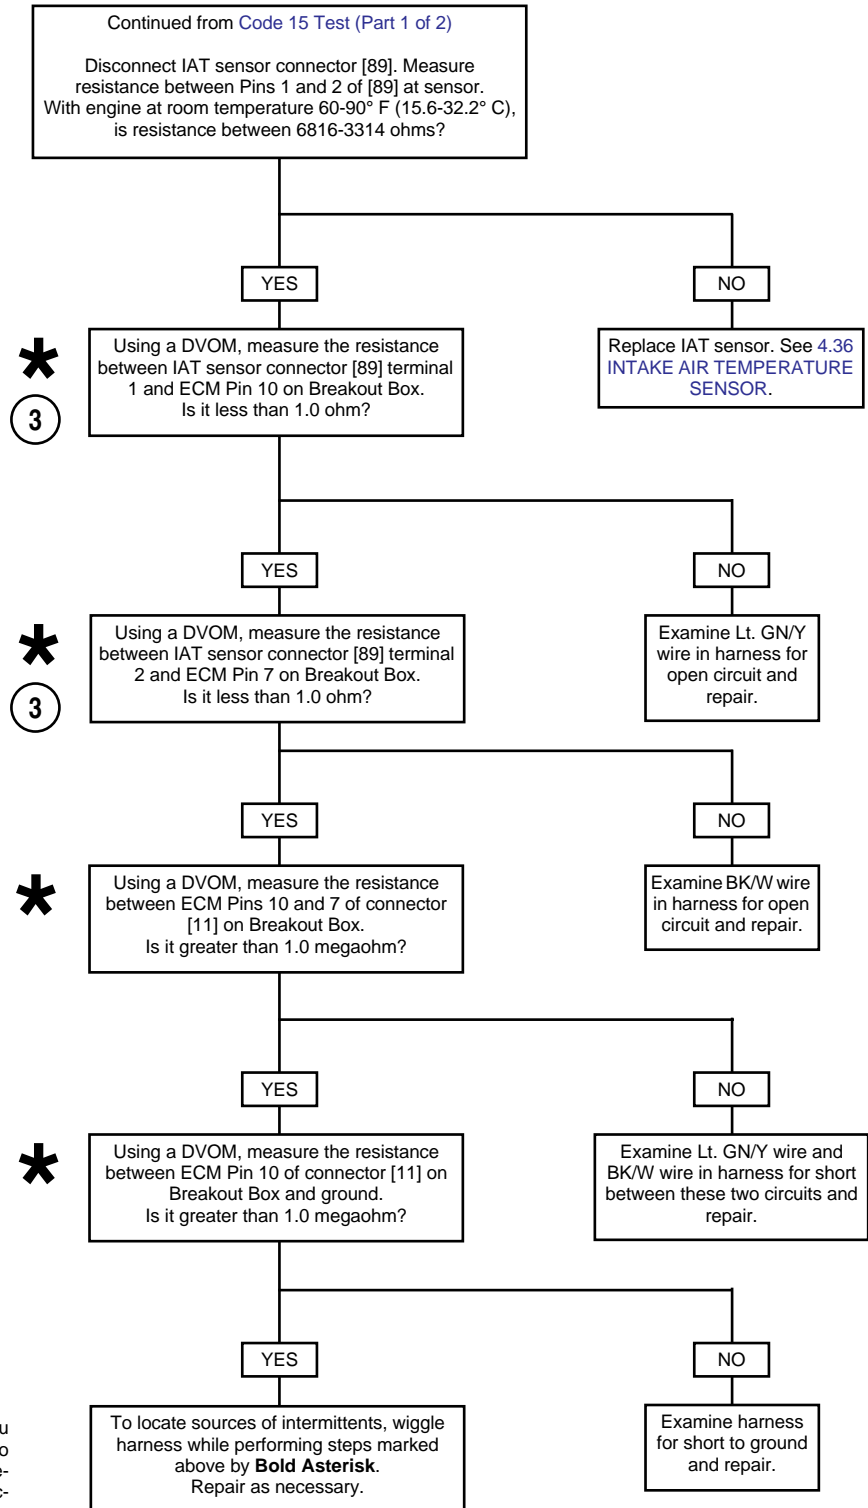 Continued from Code 15 Test (Part 1 of 2)
Disconnect IAT sensor connector [89]. Measure
resistance between Pins 1 and 2 of [89] at sensor.
With engine at room temperature 60-90° F (15.6-32.2° C),
is resistance between 6816-3314 ohms?
YES
NO
*
3
Using a DVOM, measure the resistance
between IAT sensor connector [89] terminal
1 and ECM Pin 10 on Breakout Box.
Is it less than 1.0 ohm?
Replace IAT sensor. See 4.36
INTAKE AIR TEMPERATURE
SENSOR.
YES
NO
*
3
Using a DVOM, measure the resistance
between IAT sensor connector [89] terminal
2 and ECM Pin 7 on Breakout Box.
Is it less than 1.0 ohm?
Examine Lt. GN/Y
wire in harness for
open circuit and
repair.
YES
NO
*
Using a DVOM, measure the resistance
between ECM Pins 10 and 7 of connector
[11] on Breakout Box.
Is it greater than 1.0 megaohm?
Examine BK/W wire
in harness for open
circuit and repair.
YES
NO
*
Using a DVOM, measure the resistance
between ECM Pin 10 of connector [11] on
Breakout Box and ground.
Is it greater than 1.0 megaohm?
Examine Lt. GN/Y wire and
BK/W wire in harness for short
between these two circuits and
repair.
YES
NO
To locate sources of intermittents, wiggle
harness while performing steps marked
above by Bold Asterisk.
Repair as necessary.
Examine harness
for short to ground
and repair.